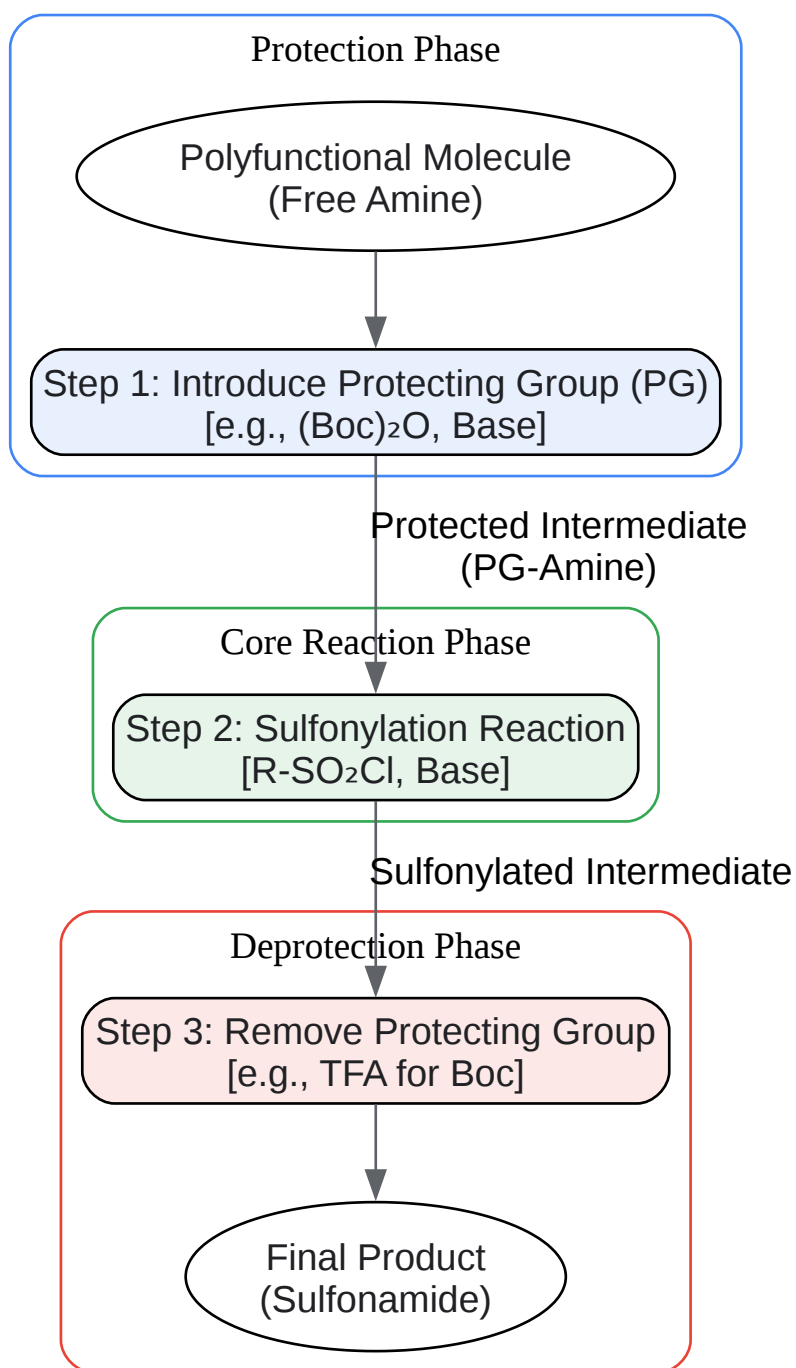 Protection Phase
Polyfunctional Molecule
(Free Amine)
Step 1: Introduce Protecting Group (PG)
[e.g., (Boc)₂O, Base]
Protected Intermediate
(PG-Amine)
Core Reaction Phase
Step 2: Sulfonylation Reaction
[R-SO₂Cl, Base]
Sulfonylated Intermediate
Deprotection Phase
Step 3: Remove Protecting Group
[e.g., TFA for Boc]
Final Product
(Sulfonamide)